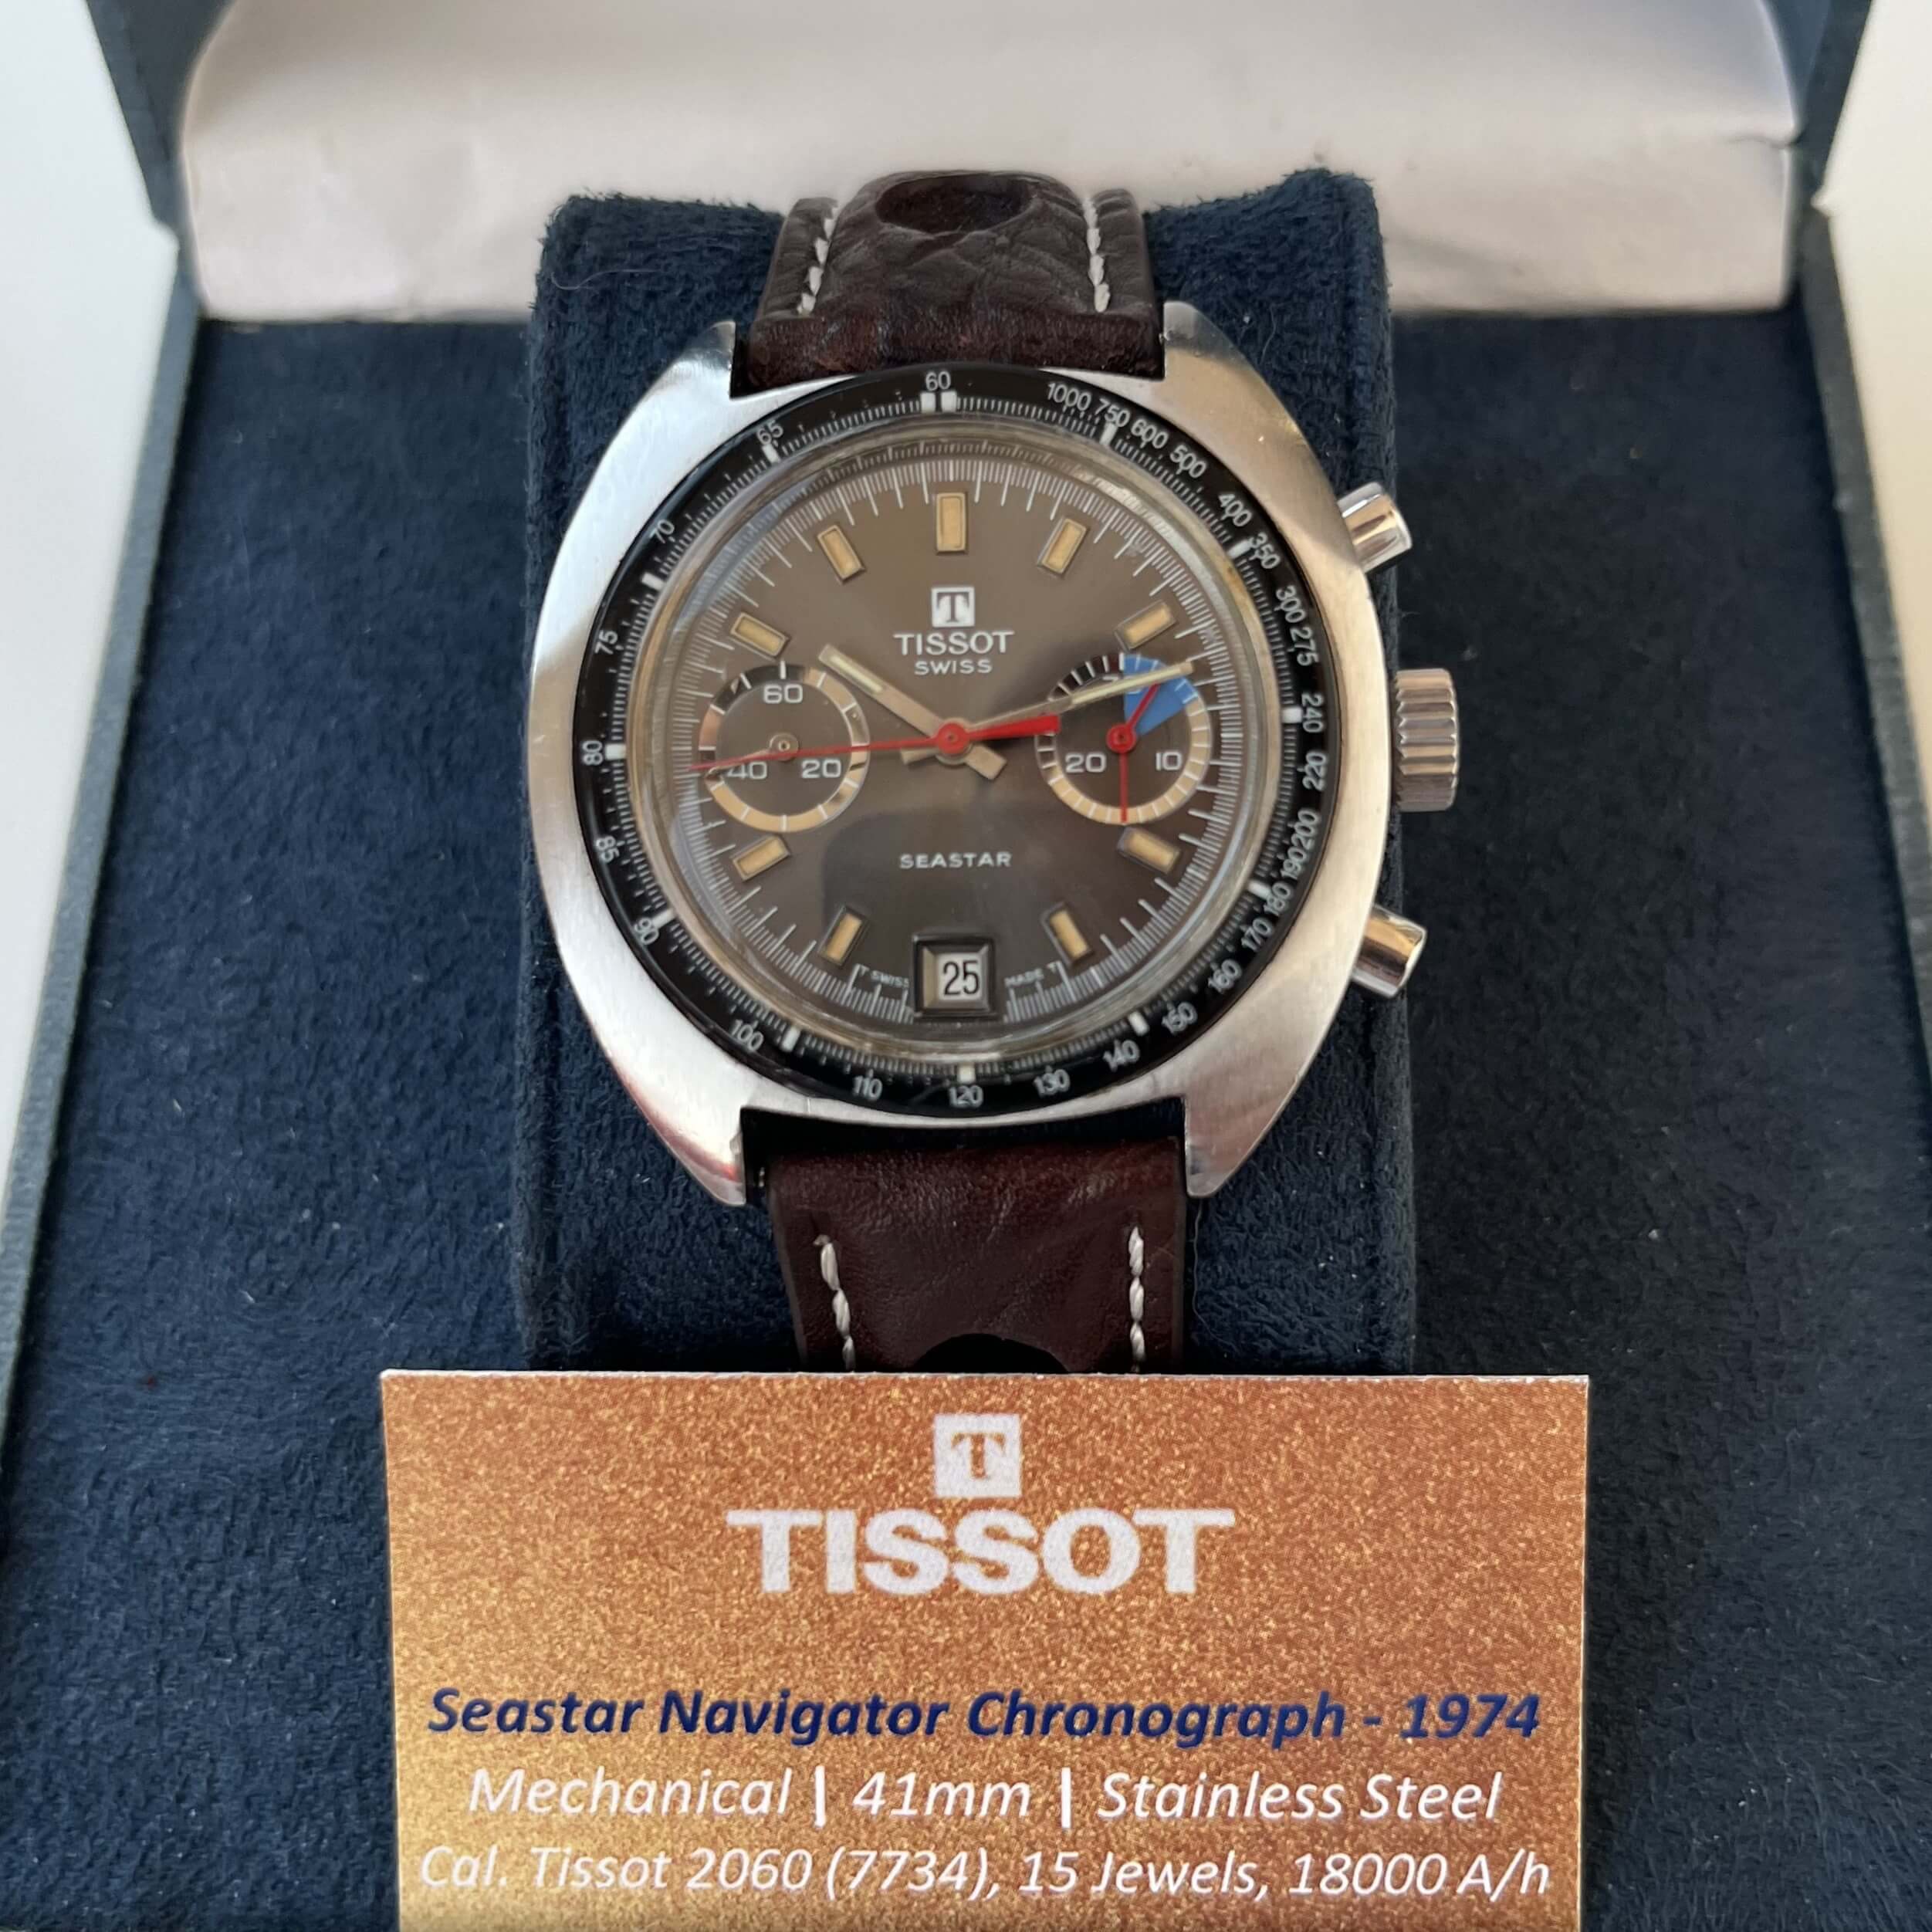 60
1000 750 600 500 400 350 300 275 240 220 200 190 180 170 160 150 140 130 120 110 100 90 85 80 75 70 65
T
TISSOT
SWISS
60
40 20
20 10
SEASTAR
T SWISS MADE T
25
T
TISSOT
Seastar Navigator Chronograph - 1974
Mechanical | 41mm | Stainless Steel
Cal. Tissot 2060 (7734), 15 Jewels, 18000 A/h